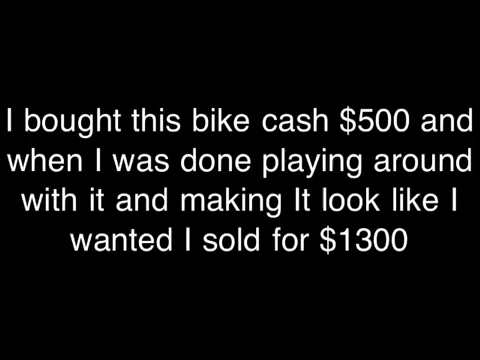 I bought this bike cash $500 and
when I was done playing around
with it and making It look like I
wanted I sold for $1300